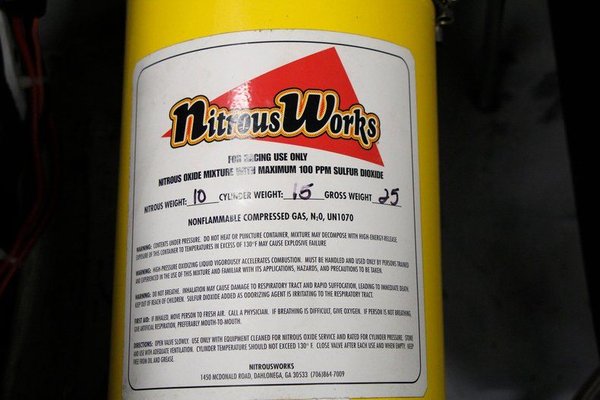 NitrousWorks
FOR RACING USE ONLY
NITROUS OXIDE MIXTURE WITH MAXIMUM 100 PPM SULFUR DIOXIDE
NITROUS WEIGHT: 10 CYLINDER WEIGHT: 15 GROSS WEIGHT 25
NONFLAMMABLE COMPRESSED GAS, N20, UN1070
WARNING: CONTENTS UNDER PRESSURE. DO NOT HEAT OR PUNCTURE CONTAINER, MIXTURE MAY DECOMPOSE WITH HIGH-ENERGY-RELEASE.
EXPOSURE OF THIS CONTAINER TO TEMPERATURES IN EXCESS OF 130°F MAY CAUSE EXPLOSIVE FAILURE
WARNING: HIGH-PRESSURE OXIDIZING LIQUID VIGOROUSLY ACCELERATES COMBUSTION. MUST BE HANDLED AND USED ONLY BY PERSONS TRAINED
AND EXPERIENCED IN THE USE OF THIS MIXTURE AND FAMILIAR WITH ITS APPLICATIONS, HAZARDS, AND PRECAUTIONS TO BE TAKEN.
WARNING: DO NOT BREATHE. INHALATION MAY CAUSE DAMAGE TO RESPIRATORY TRACT AND RAPID SUFFOCATION, LEADING TO IMMEDIATE DEATH.
KEEP OUT OF REACH OF CHILDREN. SULFUR DIOXIDE ADDED AS ODORIZING AGENT IS IRRITATING TO THE RESPIRATORY TRACT.
FIRST AID: IF INHALED, MOVE PERSON TO FRESH AIR. CALL A PHYSICIAN. IF BREATHING IS DIFFICULT, GIVE OXYGEN. IF PERSON IS NOT BREATHING,
GIVE ARTIFICIAL RESPIRATION, PREFERABLY MOUTH-TO-MOUTH.
DIRECTIONS: OPEN VALVE SLOWLY. USE ONLY WITH EQUIPMENT CLEANED FOR NITROUS OXIDE SERVICE AND RATED FOR CYLINDER PRESSURE. STORE
AND USE WITH ADEQUATE VENTILATION. CYLINDER TEMPERATURE SHOULD NOT EXCEED 130° F. CLOSE VALVE AFTER EACH USE AND WHEN EMPTY. KEEP
FREE FROM OIL AND GREASE
NITROUSWORKS
1450 MCDONALD ROAD, DAHLONEGA, GA 30533 (706)864-7009